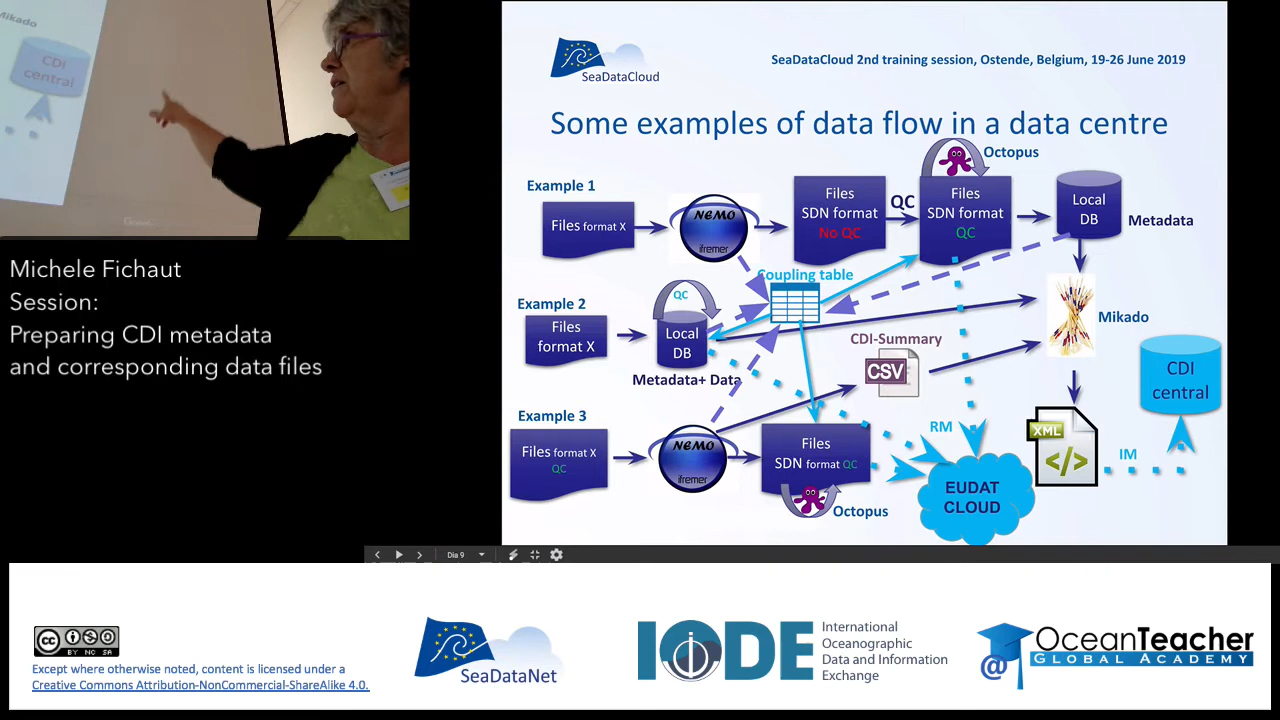 Mikado
CDI
central
Michele Fichaut
Session:
Preparing CDI metadata
and corresponding data files
SeaDataCloud
SeaDataCloud 2nd training session, Ostende, Belgium, 19-26 June 2019
Some examples of data flow in a data centre
Octopus
Example 1
Files format X
NEMO
ifremer
Files
SDN format
No QC
QC
Files
SDN format
QC
Local
DB
Metadata
Coupling table
Example 2
Files
format X
QC
Local
DB
Metadata+ Data
Mikado
CDI-Summary
CSV
CDI
central
Example 3
Files format X
QC
NEMO
ifremer
Files
SDN format QC
Octopus
RM
EUDAT
CLOUD
XML
</>
IM
Dia 9
CC BY NC SA
Except where otherwise noted, content is licensed under a
Creative Commons Attribution-NonCommercial-ShareAlike 4.0.
SeaDataNet
IODE
International
Oceanographic
Data and Information
Exchange
@
OceanTeacher
GLOBAL ACADEMY